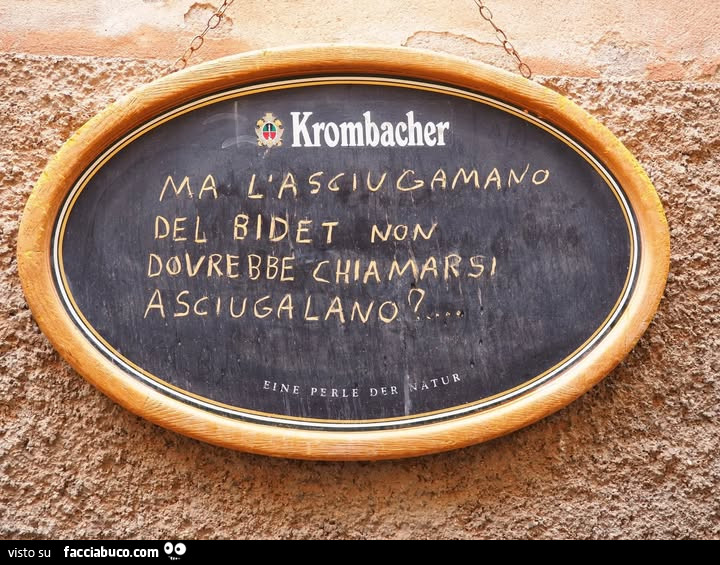 Krombacher
MA L'ASCIUGAMANO
DEL BIDET NON
DOVREBBE CHIAMARSI
ASCIUGALANO?....
EINE PERLE DER NATUR
visto su facciabuco.com